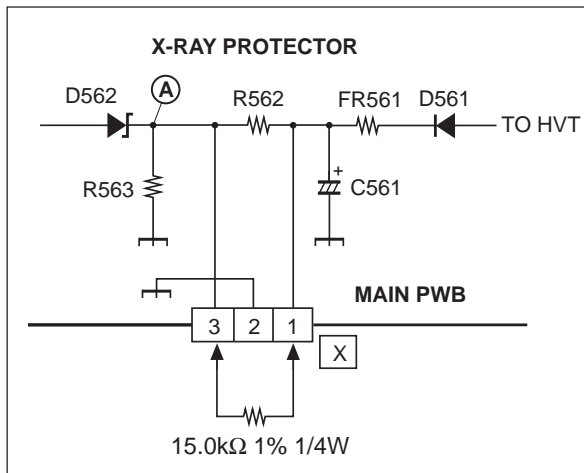 X-RAY PROTECTOR
D562
A
R562
FR561
D561
TO HVT
R563
+
C561
MAIN PWB
3 2 1
X
15.0kΩ 1% 1/4W